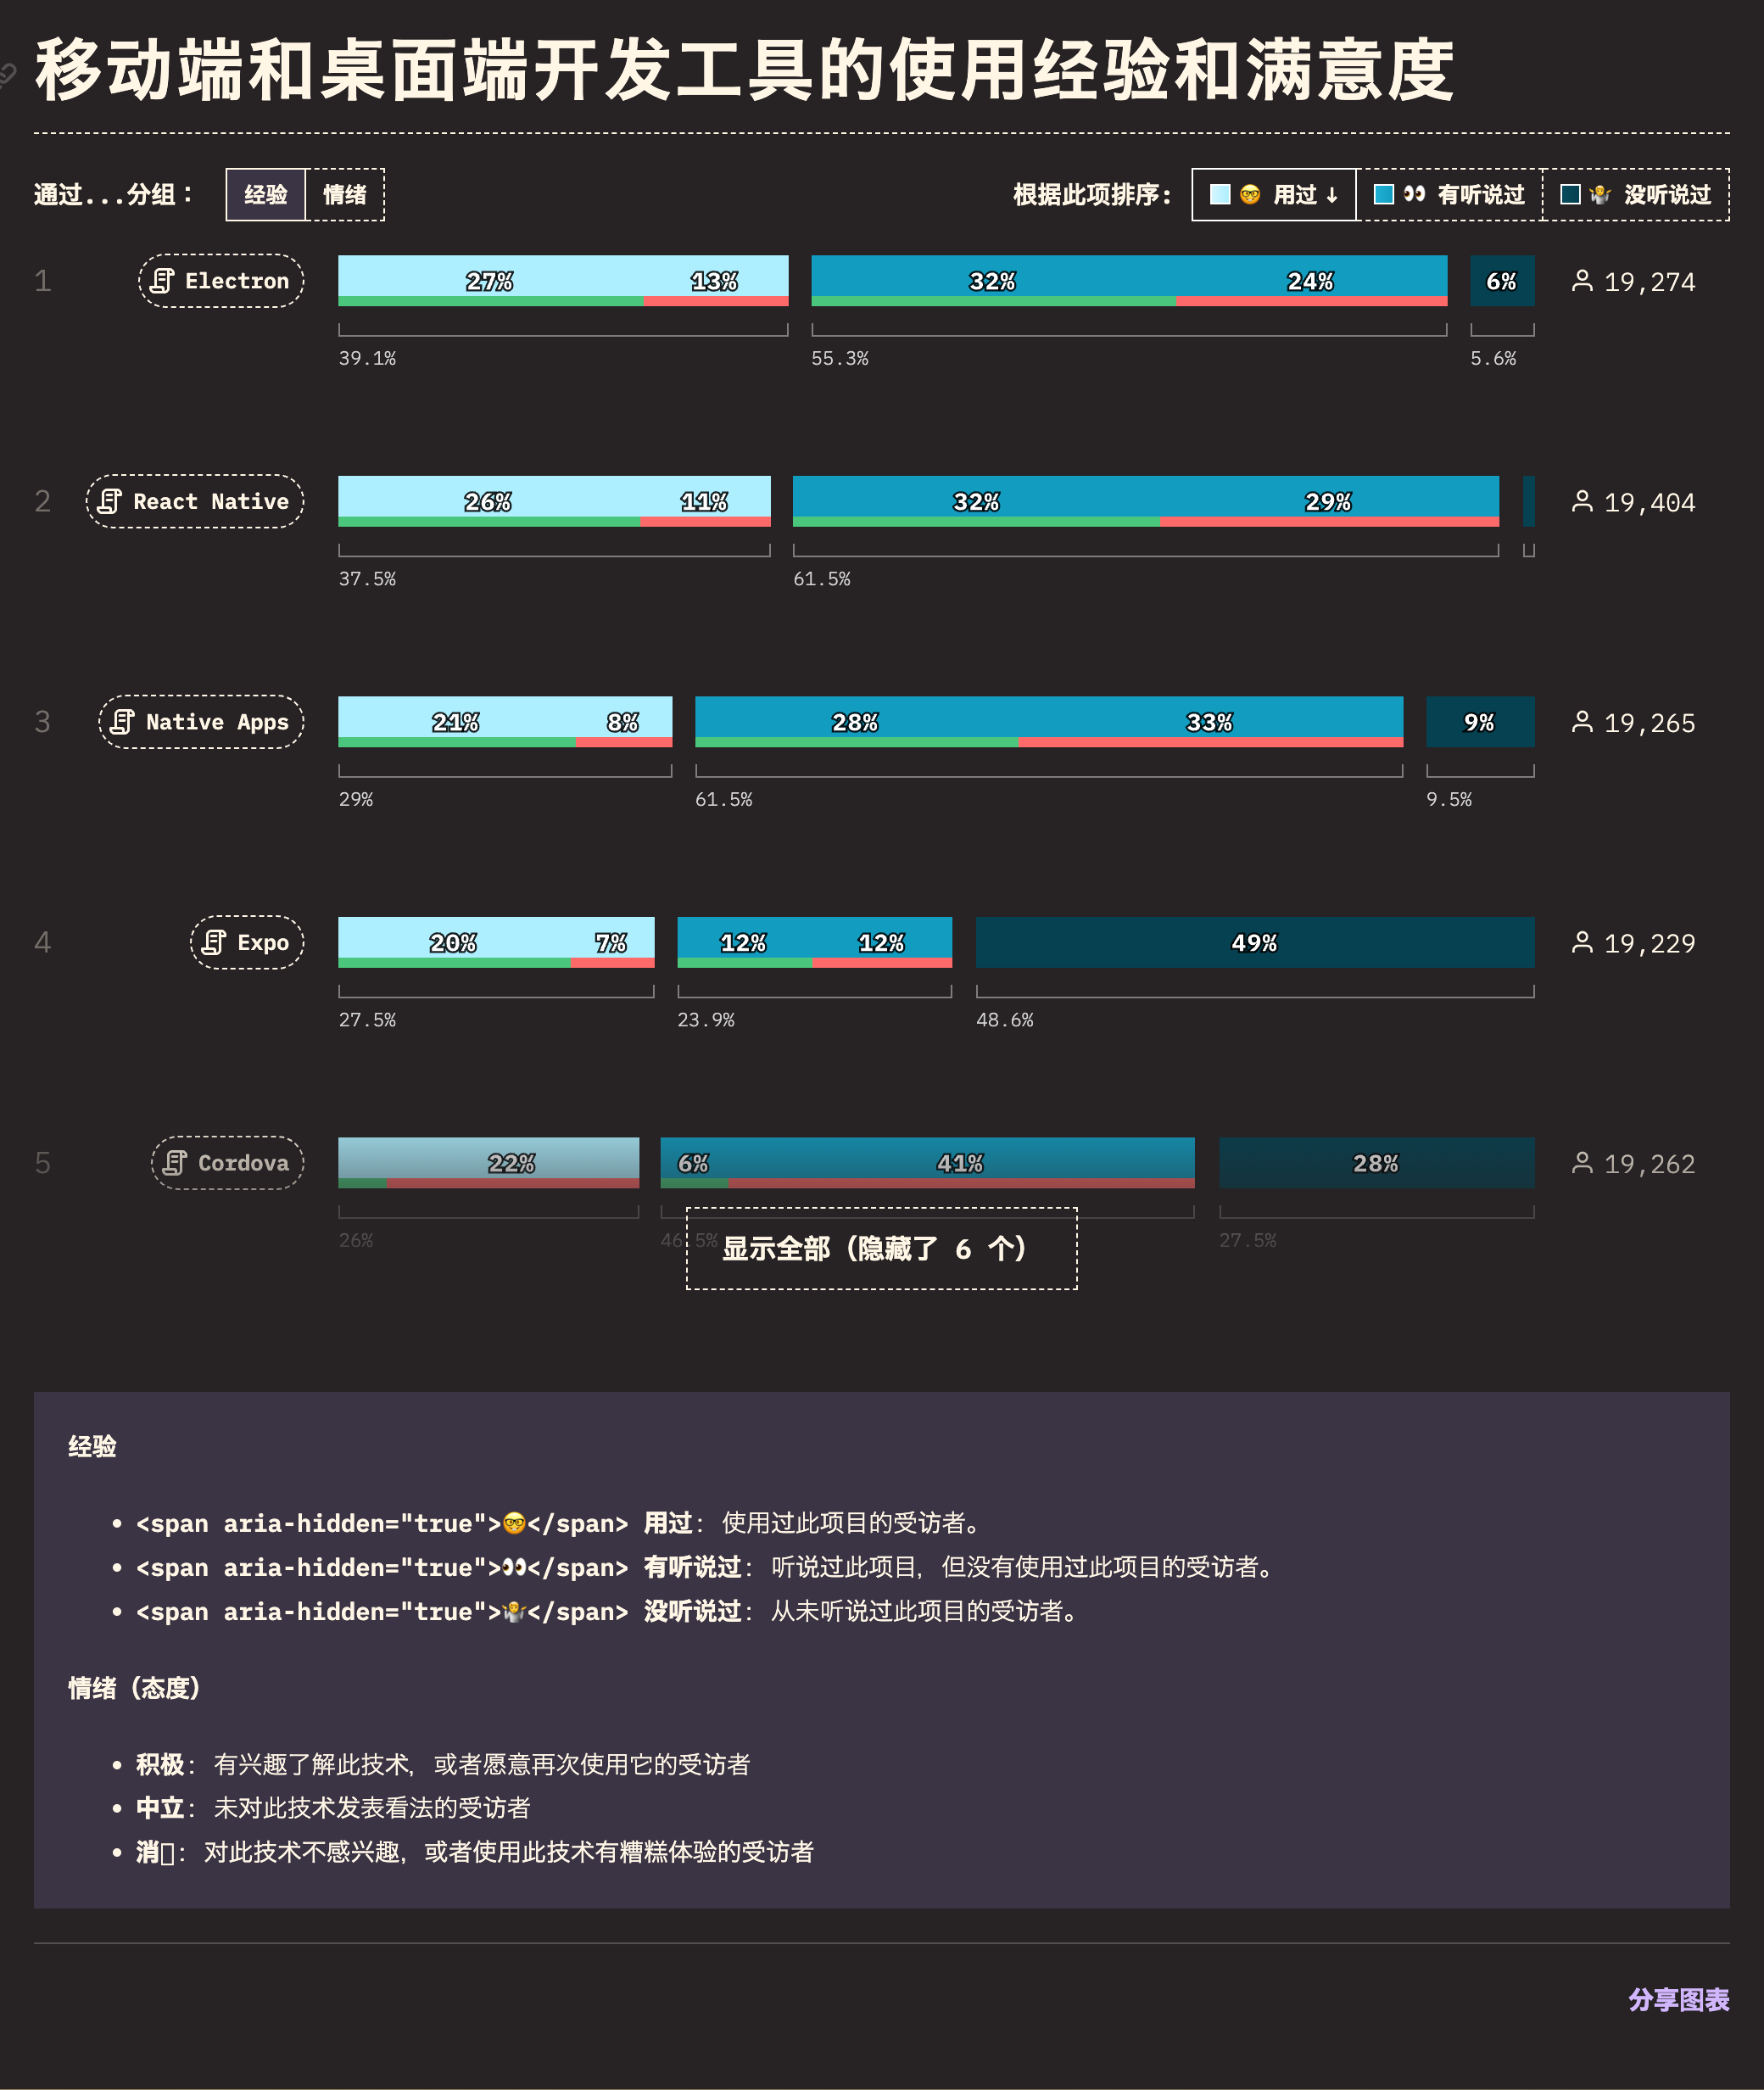 移动端和桌面端开发工具的使用经验和满意度
通过...分组： 经验 情绪 根据此项排序: 🤓 用过 ↓ 👀 有听说过 🤷 没听说过
1 Electron 27% 13% 32% 24% 6% 19,274
39.1% 55.3% 5.6%
2 React Native 26% 11% 32% 29% 19,404
37.5% 61.5%
3 Native Apps 21% 8% 28% 33% 9% 19,265
29% 61.5% 9.5%
4 Expo 20% 7% 12% 12% 49% 19,229
27.5% 23.9% 48.6%
5 Cordova 22% 6% 41% 28% 19,262
26% 46.5% 27.5%
显示全部（隐藏了 6 个）
经验
• <span aria-hidden="true">🤓</span> 用过: 使用过此项目的受访者。
• <span aria-hidden="true">👀</span> 有听说过: 听说过此项目，但没有使用过此项目的受访者。
• <span aria-hidden="true">🤷</span> 没听说过: 从未听说过此项目的受访者。
情绪（态度）
• 积极: 有兴趣了解此技术，或者愿意再次使用它的受访者
• 中立: 未对此技术发表看法的受访者
• 消▯: 对此技术不感兴趣，或者使用此技术有糟糕体验的受访者
分享图表